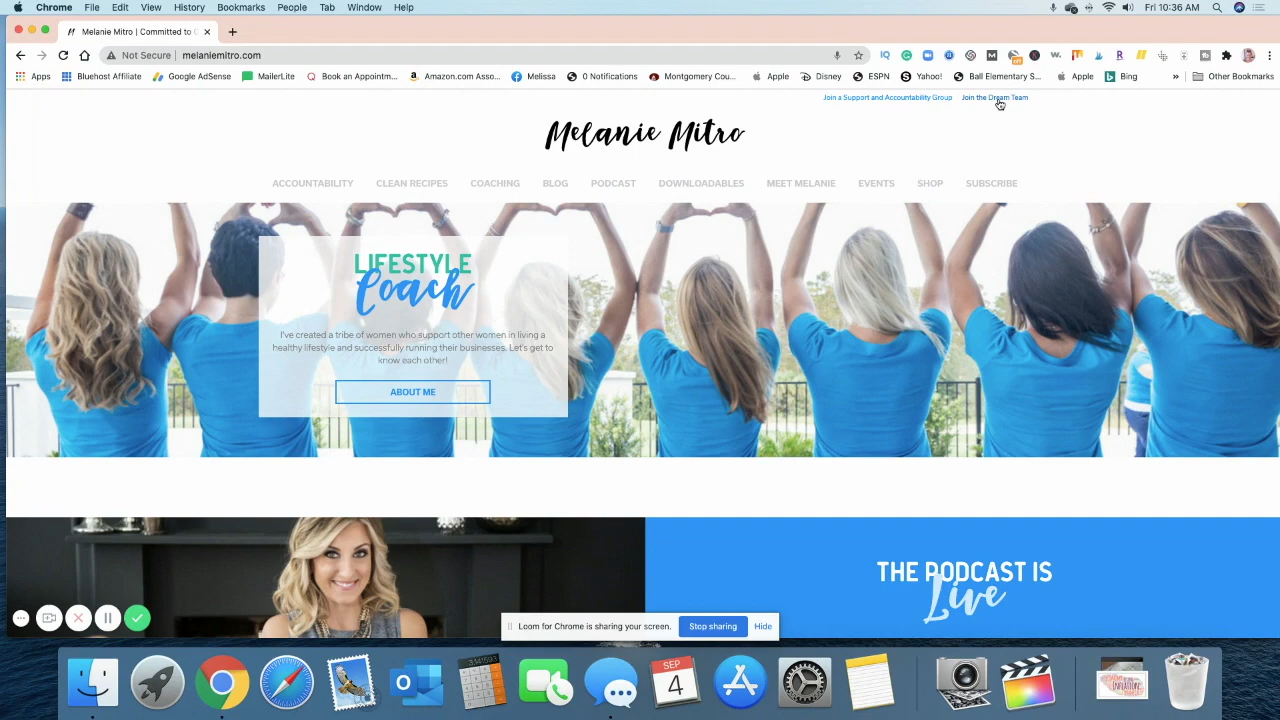 Chrome File Edit View History Bookmarks People Tab Window Help Fri 10:36 AM
Melanie Mitro | Committed to
Not Secure | melaniemitro.com
Apps Bluehost Affiliate Google AdSense MailerLite Book an Appointm... Amazon.com Asso... Melissa 0 Notifications Montgomery Cou... Apple Disney ESPN Yahoo! Ball Elementary S... Apple Bing » Other Bookmarks
Join a Support and Accountability Group Join the Dream Team
Melanie Mitro
ACCOUNTABILITY CLEAN RECIPES COACHING BLOG PODCAST DOWNLOADABLES MEET MELANIE EVENTS SHOP SUBSCRIBE
LIFESTYLE
Coach
I've created a tribe of women who support other women in living a
healthy lifestyle and successfully running their businesses. Let's get to
know each other!
ABOUT ME
THE PODCAST IS
Live
Loom for Chrome is sharing your screen. Stop sharing Hide
SEP
4